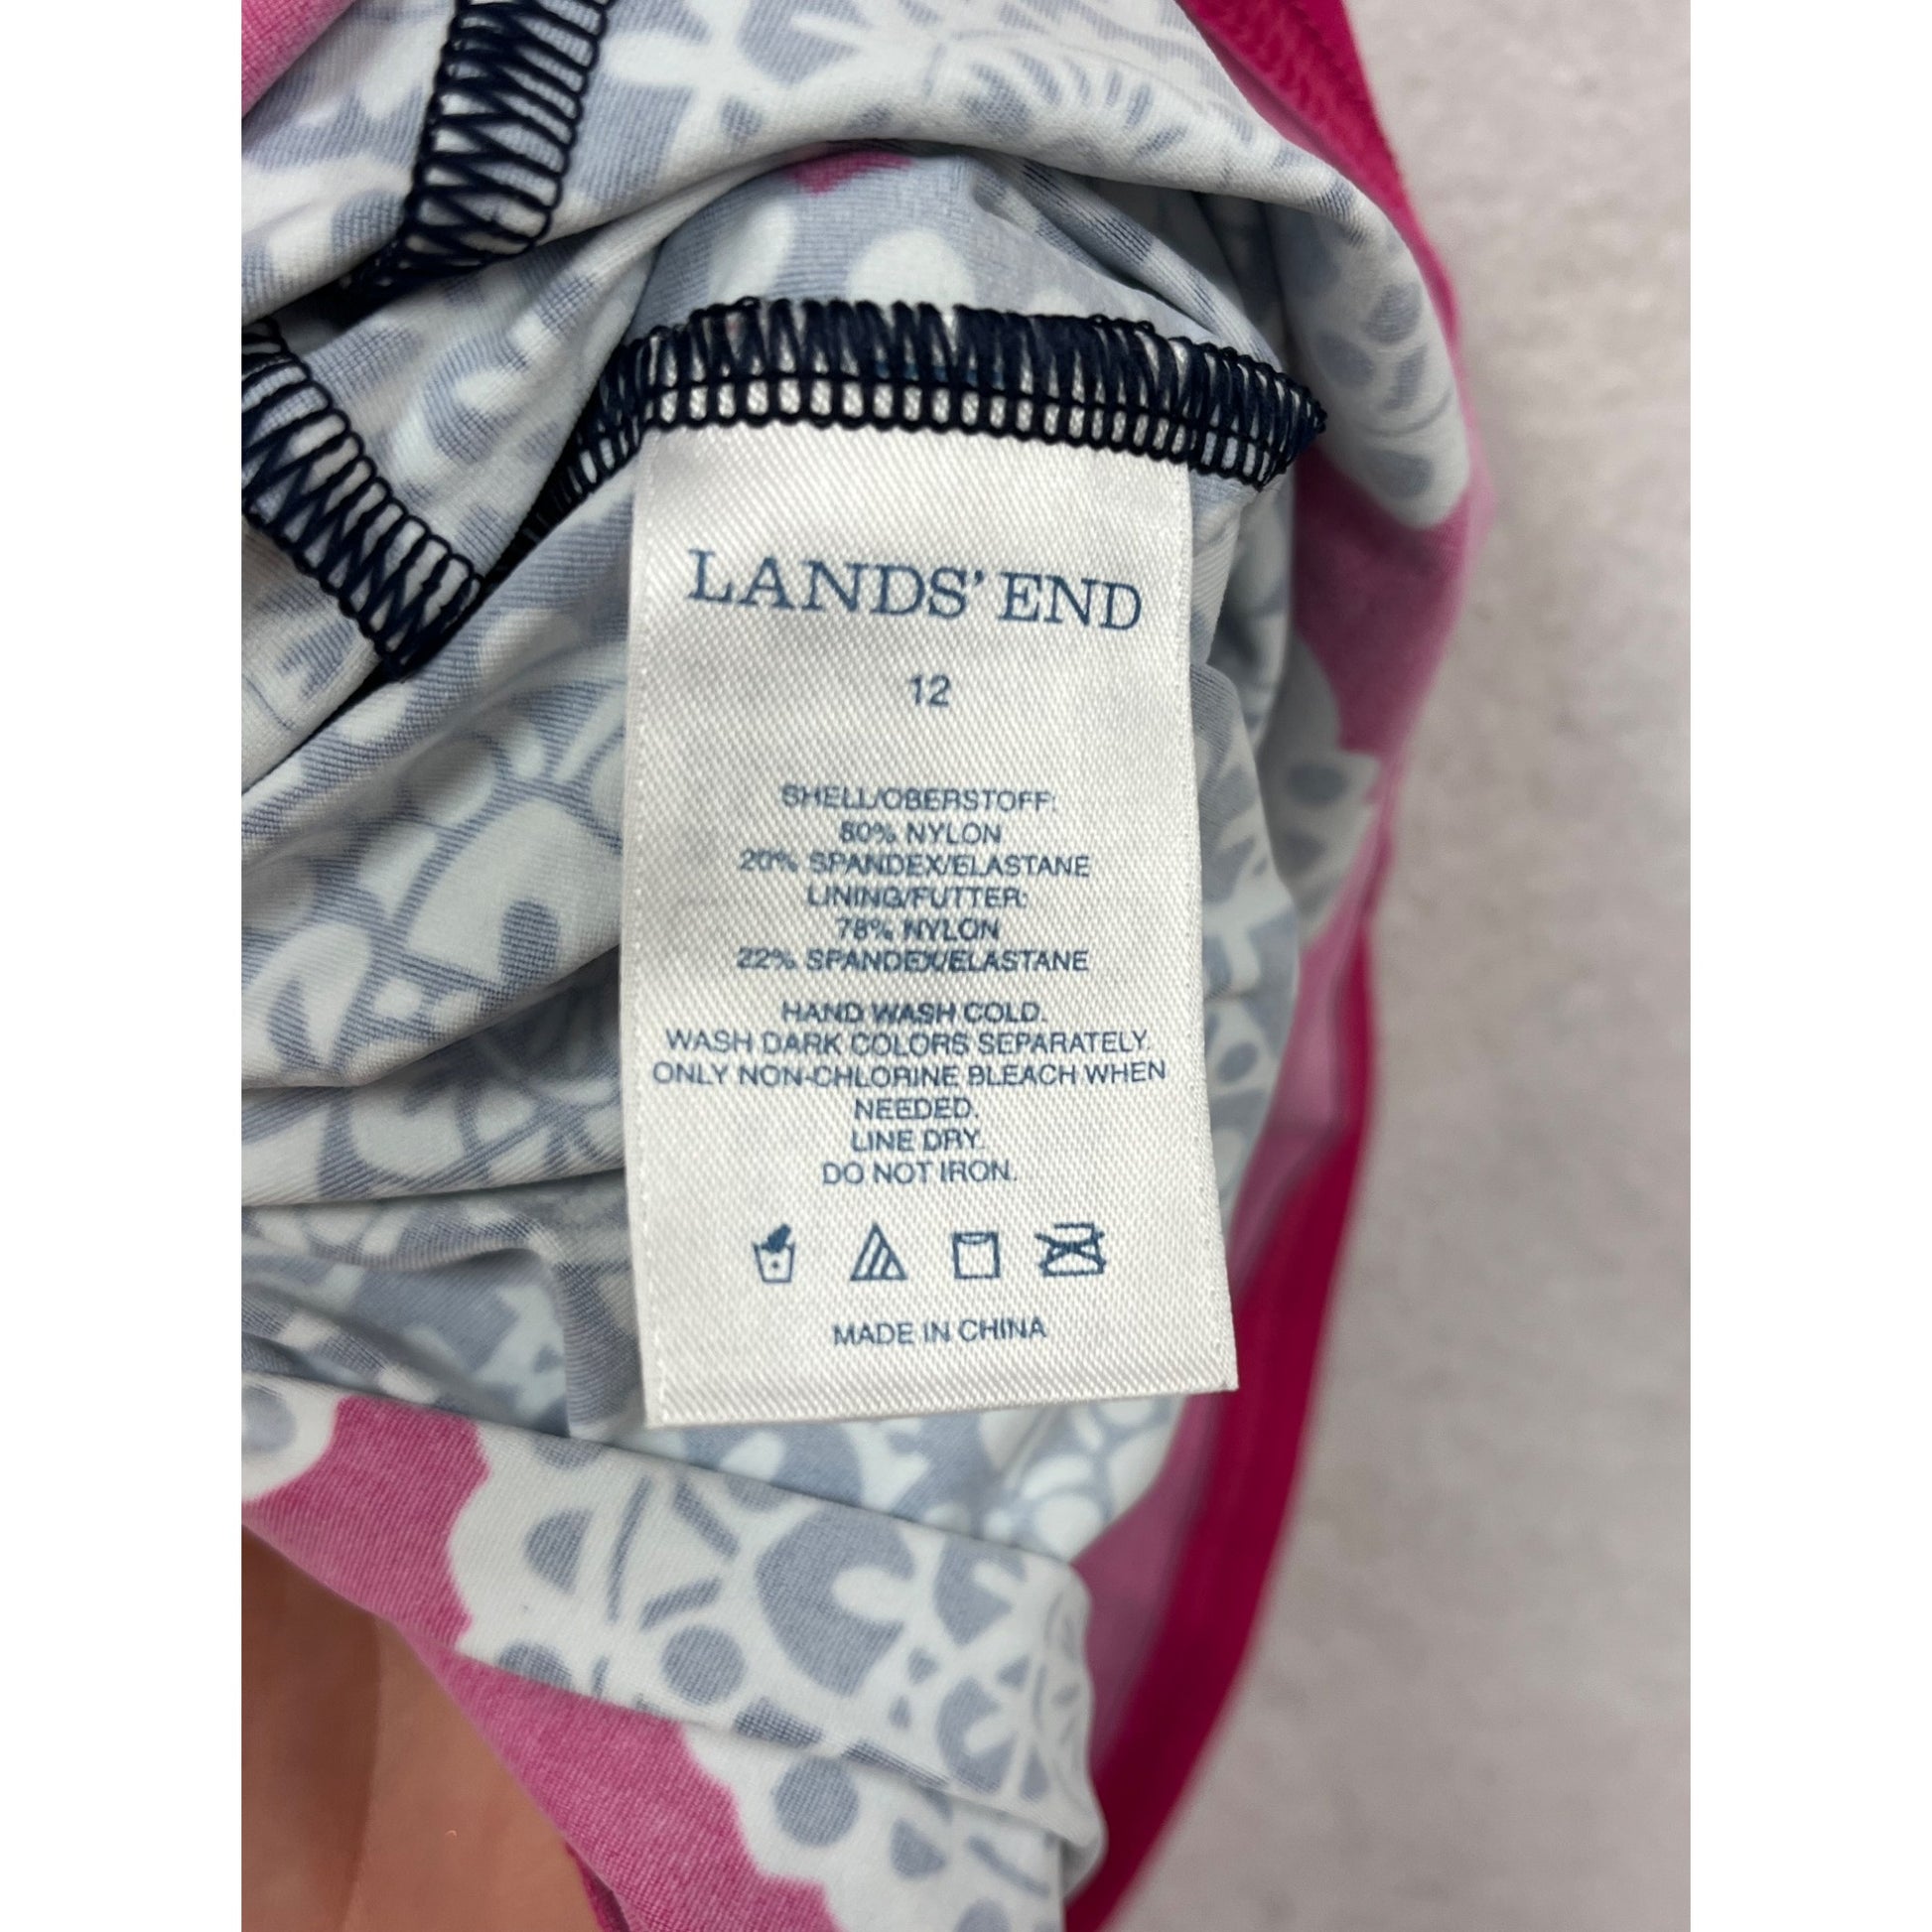 LANDS' END
12
SHELL/OBERSTOFF:
80% NYLON
20% SPANDEX/ELASTANE
LINING/FUTTER:
78% NYLON
22% SPANDEX/ELASTANE
HAND WASH COLD.
WASH DARK COLORS SEPARATELY.
ONLY NON-CHLORINE BLEACH WHEN
NEEDED.
LINE DRY.
DO NOT IRON.
MADE IN CHINA